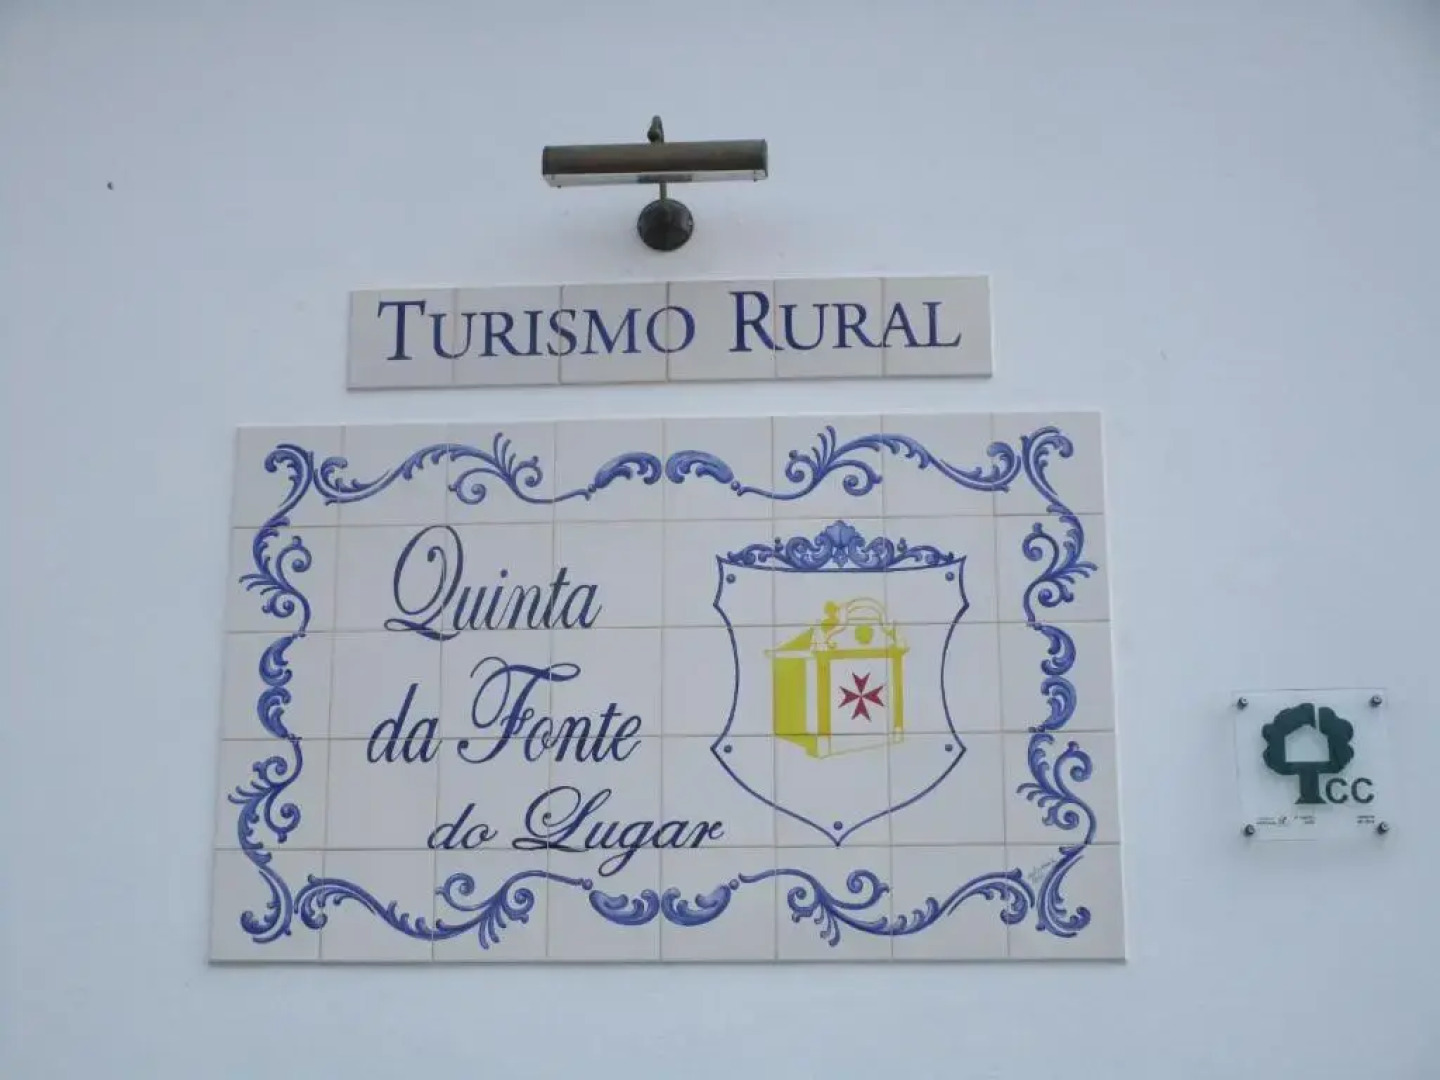 TURISMO RURAL
Quinta
da Fonte
do Lugar
CC